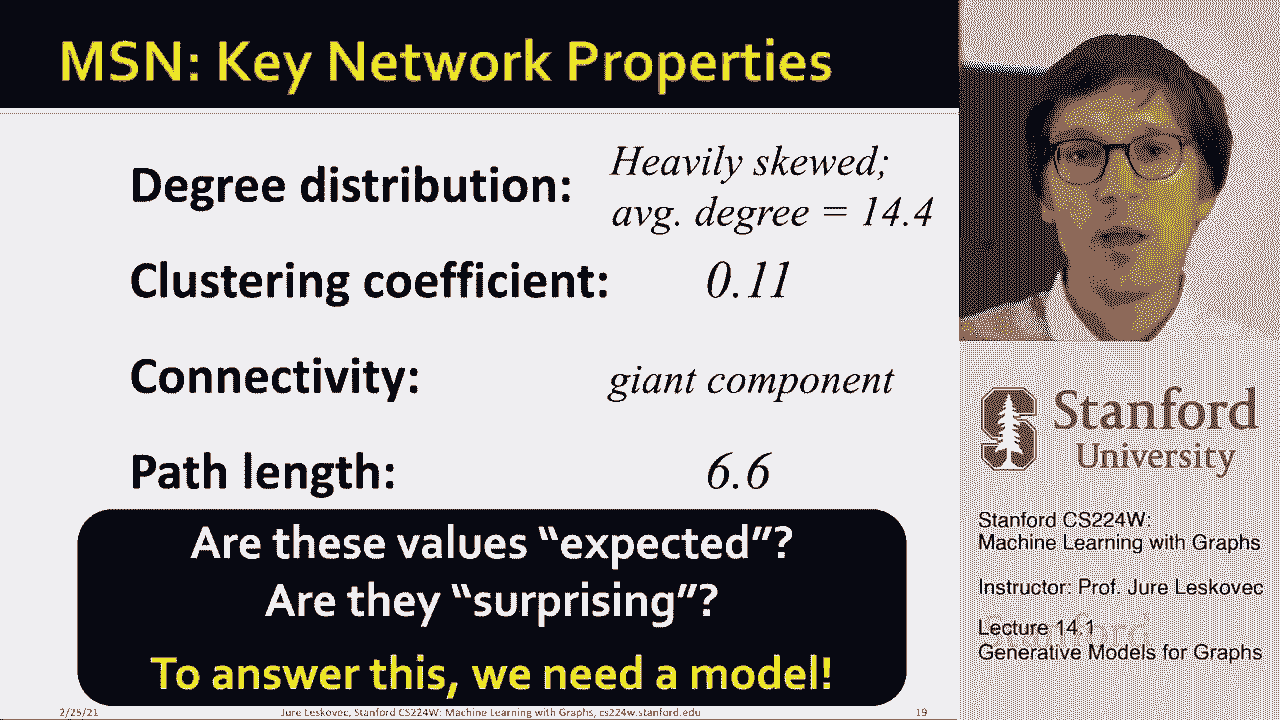 MSN: Key Network Properties
Degree distribution: Heavily skewed;
avg. degree = 14.4
Clustering coefficient: 0.11
Connectivity: giant component
Path length: 6.6
Are these values “expected”?
Are they “surprising”?
To answer this, we need a model!
2/25/21 Jure Leskovec, Stanford CS224W: Machine Learning with Graphs, cs224w.stanford.edu 19
Stanford
University
Stanford CS224W:
Machine Learning with Graphs
Instructor: Prof. Jure Leskovec
Lecture 14.1
Generative Models for Graphs